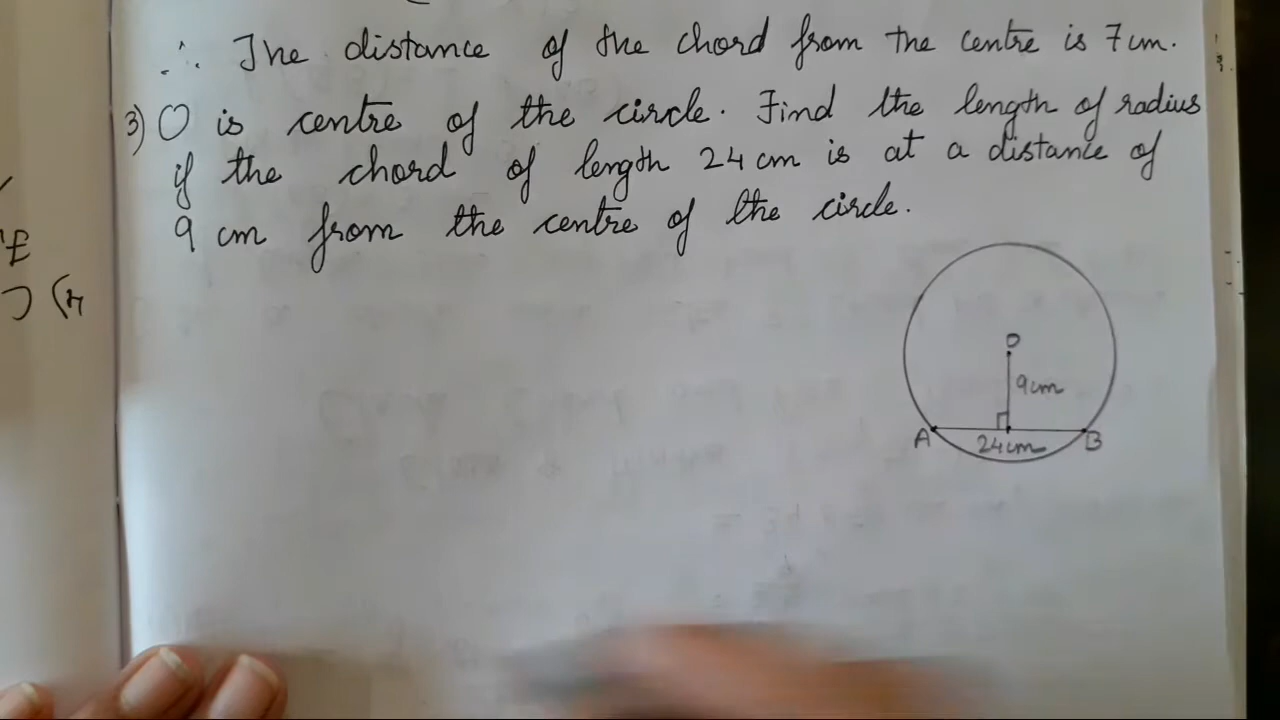 ∴ The distance of the chord from the centre is 7 cm.
3) O is centre of the circle. Find the length of radius
if the chord of length 24 cm is at a distance of
9 cm from the centre of the circle.
O
9cm
A 24cm B